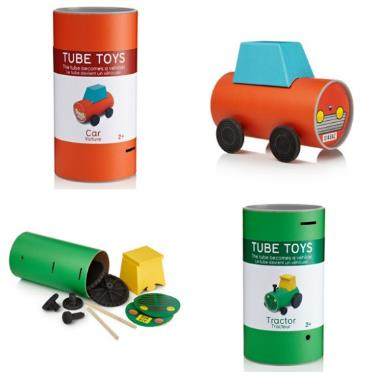 TUBE TOYS
The tube becomes a vehicle
Le tube devient un véhicule
Car
Voiture
2+
TUBE TOYS
The tube becomes a vehicle
Le tube devient un véhicule
Tractor
Tracteur
2+